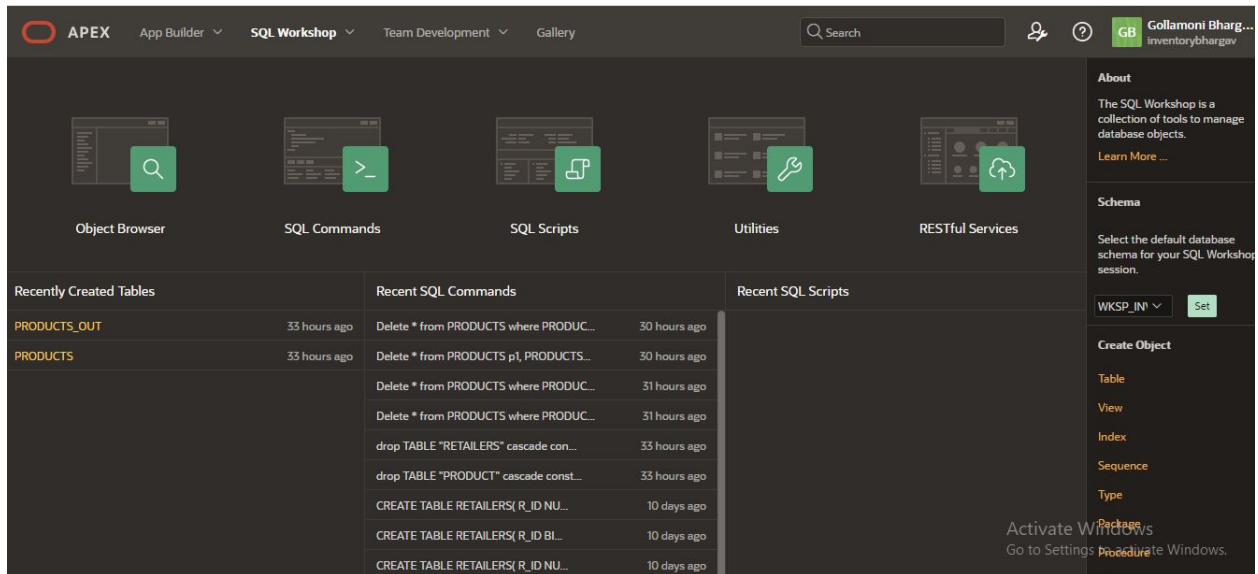 APEX
App Builder
SQL Workshop
Team Development
Gallery
Search
GB
Gollamoni Bharg...
inventorybhargav
Object Browser
SQL Commands
SQL Scripts
Utilities
RESTful Services
Recently Created Tables
PRODUCTS_OUT 33 hours ago
PRODUCTS 33 hours ago
Recent SQL Commands
Delete * from PRODUCTS where PRODUC... 30 hours ago
Delete * from PRODUCTS p1, PRODUCTS... 30 hours ago
Delete * from PRODUCTS where PRODUC... 31 hours ago
Delete * from PRODUCTS where PRODUC... 31 hours ago
drop TABLE "RETAILERS" cascade con... 33 hours ago
drop TABLE "PRODUCT" cascade const... 33 hours ago
CREATE TABLE RETAILERS( R_ID NU... 10 days ago
CREATE TABLE RETAILERS( R_ID BI... 10 days ago
CREATE TABLE RETAILERS( R_ID NU... 10 days ago
Recent SQL Scripts
About
The SQL Workshop is a
collection of tools to manage
database objects.
Learn More ...
Schema
Select the default database
schema for your SQL Workshop
session.
WKSP_IN
Set
Create Object
Table
View
Index
Sequence
Type
Package
Procedure
Activate Windows
Go to Settings to activate Windows.